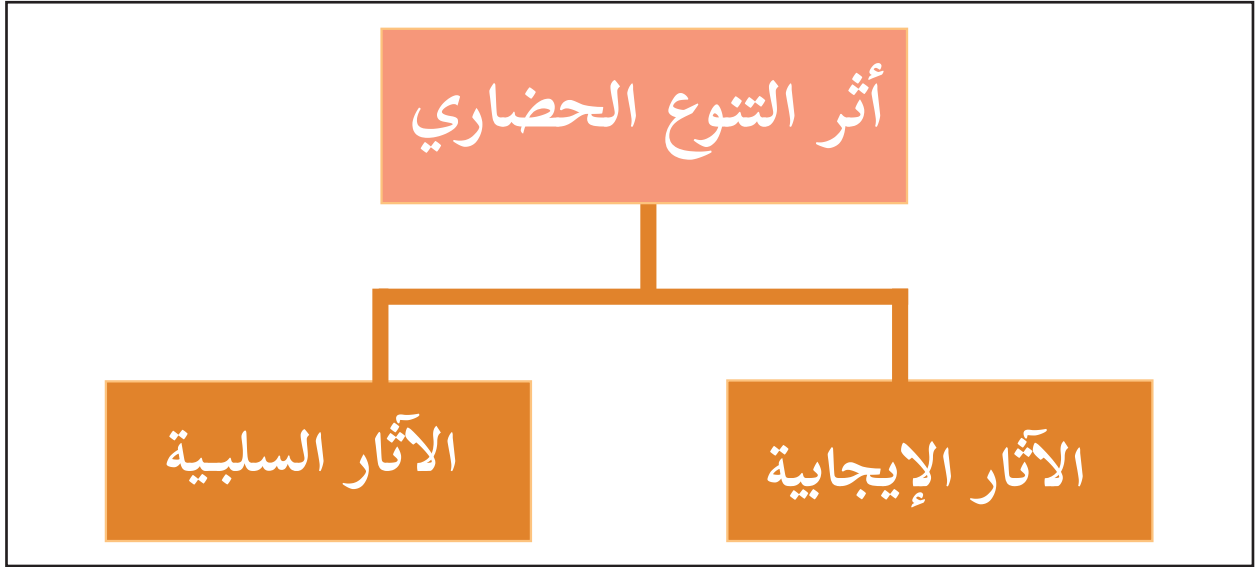 أثر التنوع الحضاري
الآثار الإيجابية
الآثار السلبية